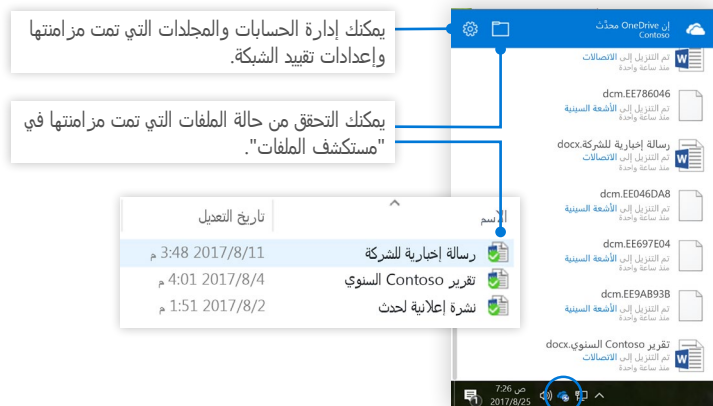 يمكنك إدارة الحسابات والمجلدات التي تمت مزامنتها
وإعدادات تقييد الشبكة.
يمكنك التحقق من حالة الملفات التي تمت مزامنتها في
"مستكشف الملفات".
إن OneDrive محدّث
Contoso
تم التنزيل إلى الاتصالات
منذ ساعة واحدة
dcm.EE786046
تم التنزيل إلى الأشعة السينية
منذ ساعة واحدة
رسالة إخبارية للشركة.docx
تم التنزيل إلى الاتصالات
منذ ساعة واحدة
dcm.EE046DA8
تم التنزيل إلى الأشعة السينية
منذ ساعة واحدة
dcm.EE697E04
تم التنزيل إلى الأشعة السينية
منذ ساعة واحدة
dcm.EE9AB93B
تم التنزيل إلى الأشعة السينية
منذ ساعة واحدة
تقرير Contoso السنوي.docx
تم التنزيل إلى الاتصالات
منذ ساعة واحدة
الاسم تاريخ التعديل
رسالة إخبارية للشركة 2017/8/11 3:48 م
تقرير Contoso السنوي 2017/8/4 4:01 م
نشرة إعلانية لحدث 2017/8/2 1:51 م
7:26 ص
2017/8/25
1